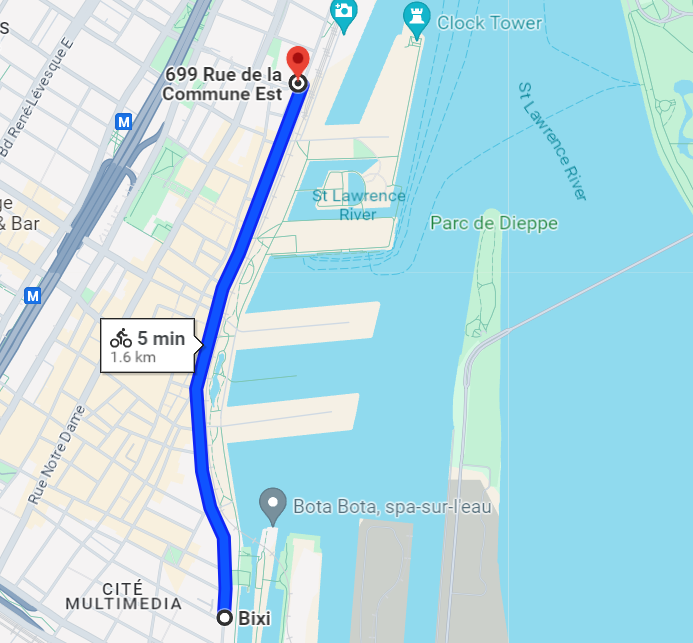 Clock Tower
699 Rue de la
Commune Est
Bd René-Lévesque E
M
St Lawrence River
St Lawrence
River
& Bar
Parc de Dieppe
M
5 min
1.6 km
Rue Notre Dame
Bota Bota, spa-sur-l'eau
CITÉ
MULTIMEDIA
Bixi